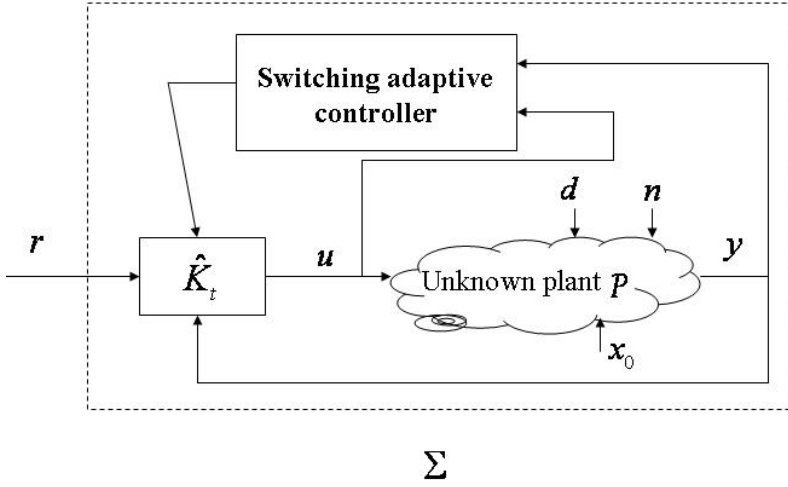 Switching adaptive
controller
d
n
r
u
y
K̂ₜ
Unknown plant P
x₀
Σ